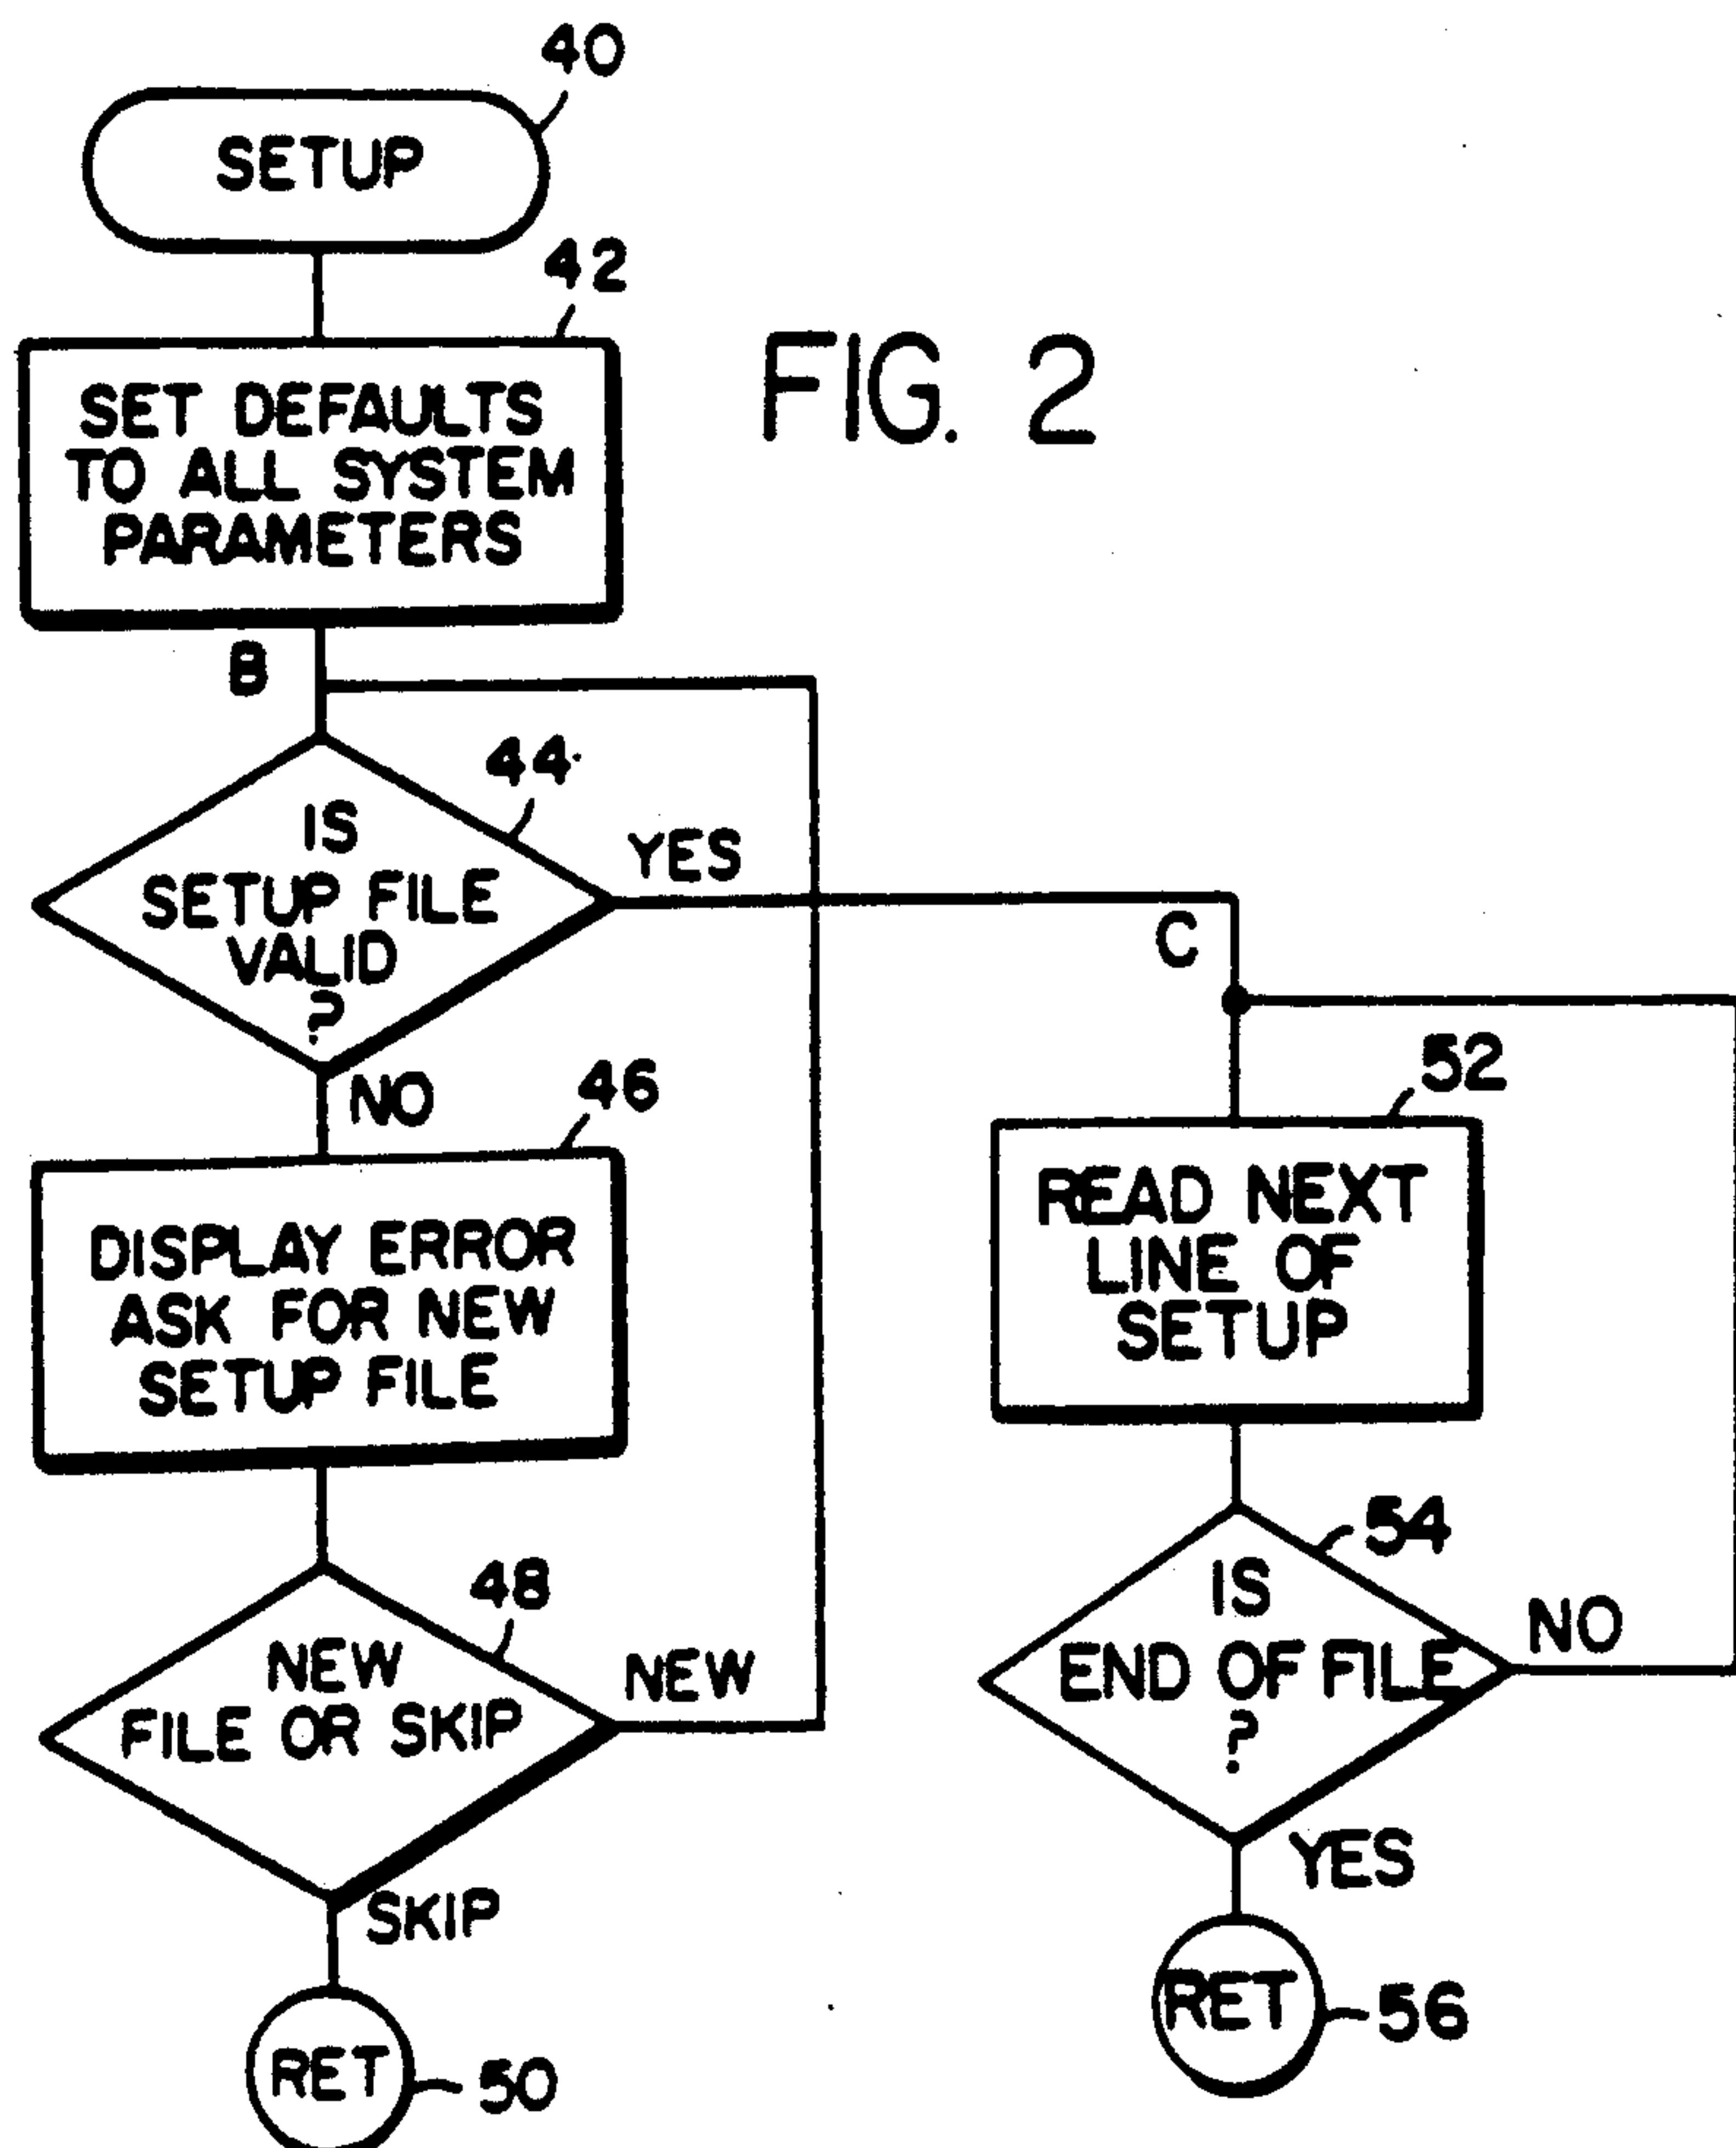 40
SETUP
42
SET DEFAULTS
TO ALL SYSTEM
PARAMETERS
FIG. 2
B
44
IS
SETUP FILE
VALID
?
YES
NO
46
DISPLAY ERROR
ASK FOR NEW
SETUP FILE
48
NEW
FILE OR SKIP
NEW
SKIP
RET
50
C
52
READ NEXT
LINE OF
SETUP
54
IS
END OF FILE
?
NO
YES
RET
56